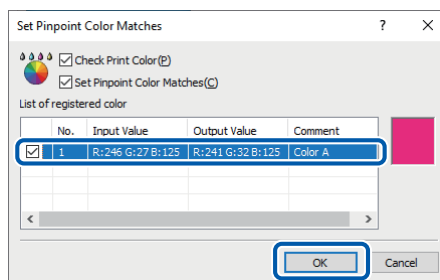 Set Pinpoint Color Matches ? ×
Check Print Color(P)
Set Pinpoint Color Matches(C)
List of registered color
No. Input Value Output Value Comment
1 R:246 G:27 B:125 R:241 G:32 B:125 Color A
OK Cancel